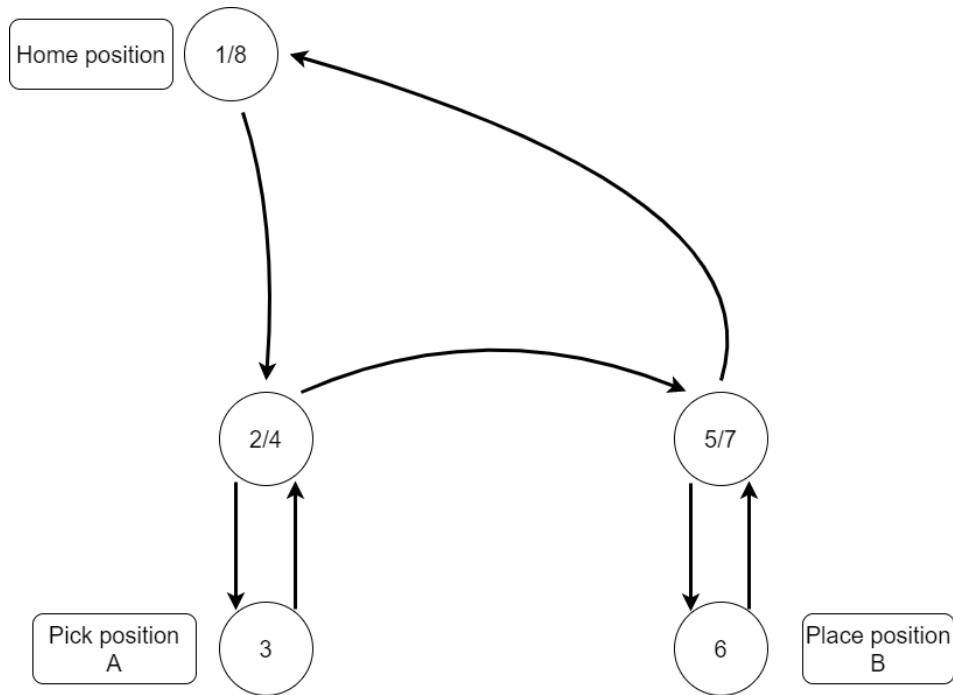 Home position
1/8
2/4
5/7
Pick position
A
3
6
Place position
B